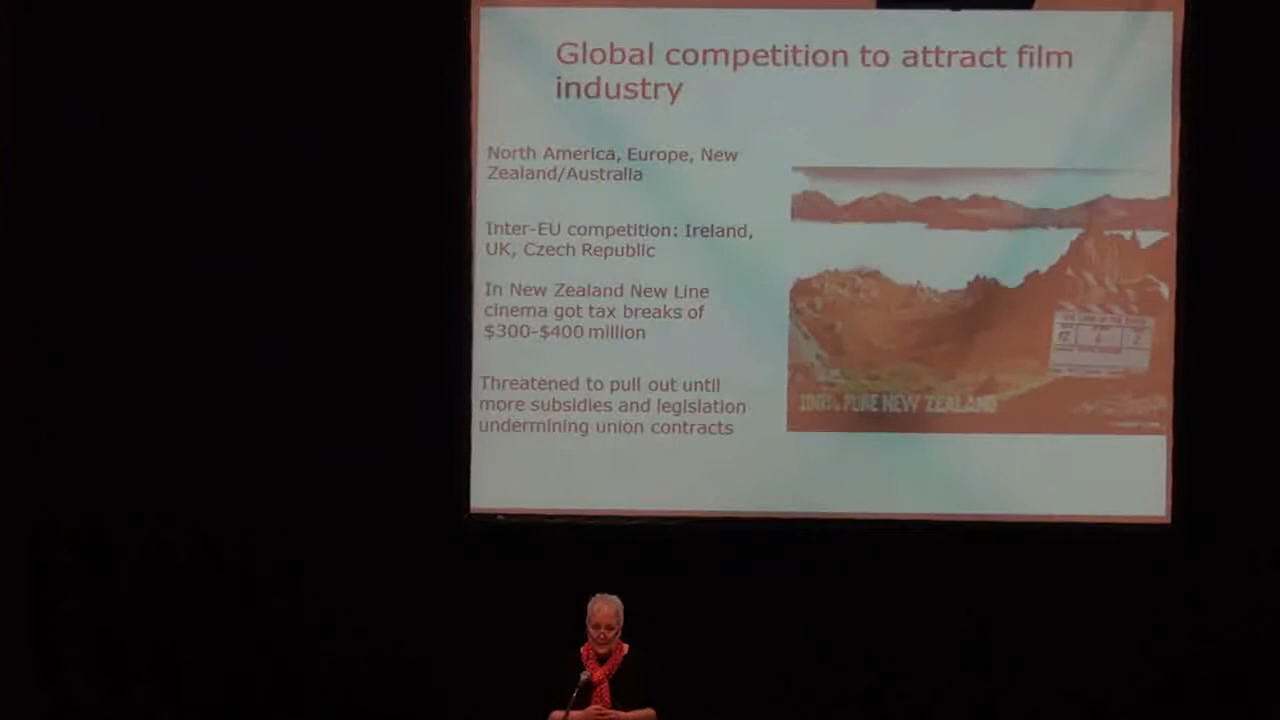 Global competition to attract film
industry
North America, Europe, New
Zealand/Australia
Inter-EU competition: Ireland,
UK, Czech Republic
In New Zealand New Line
cinema got tax breaks of
$300-$400 million
Threatened to pull out until
more subsidies and legislation
undermining union contracts
100% PURE NEW ZEALAND